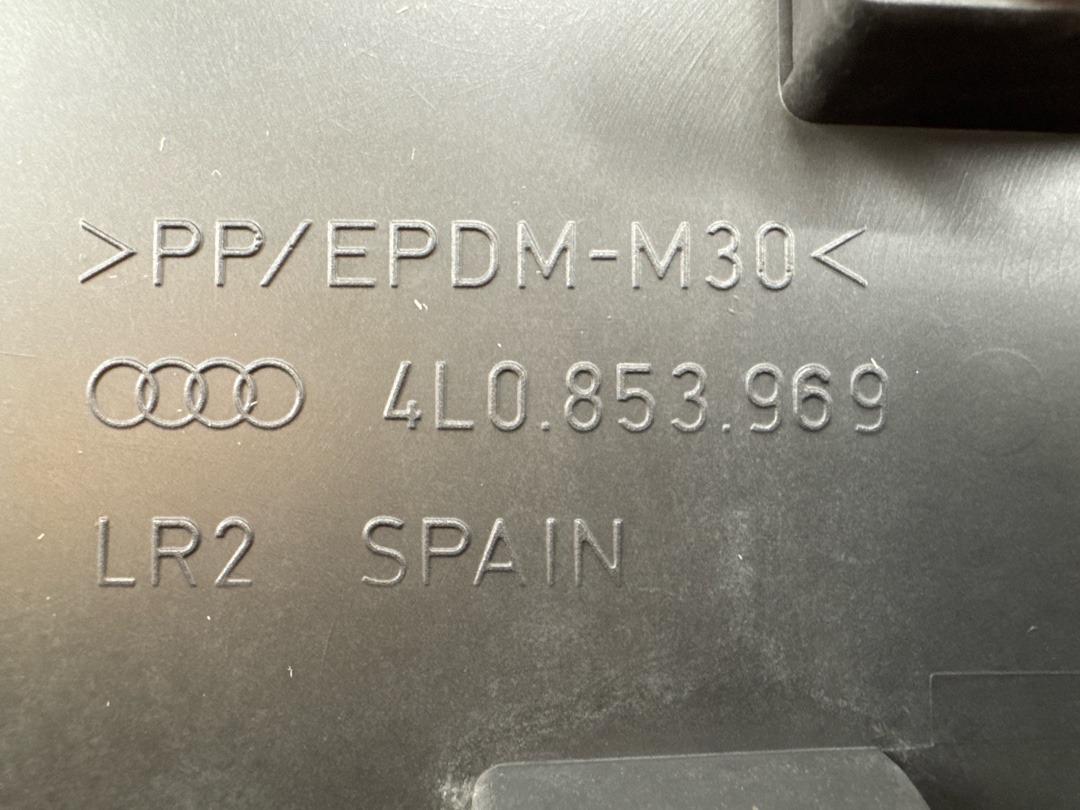 >PP/EPDM-M30<
4L0.853.969
LR2 SPAIN